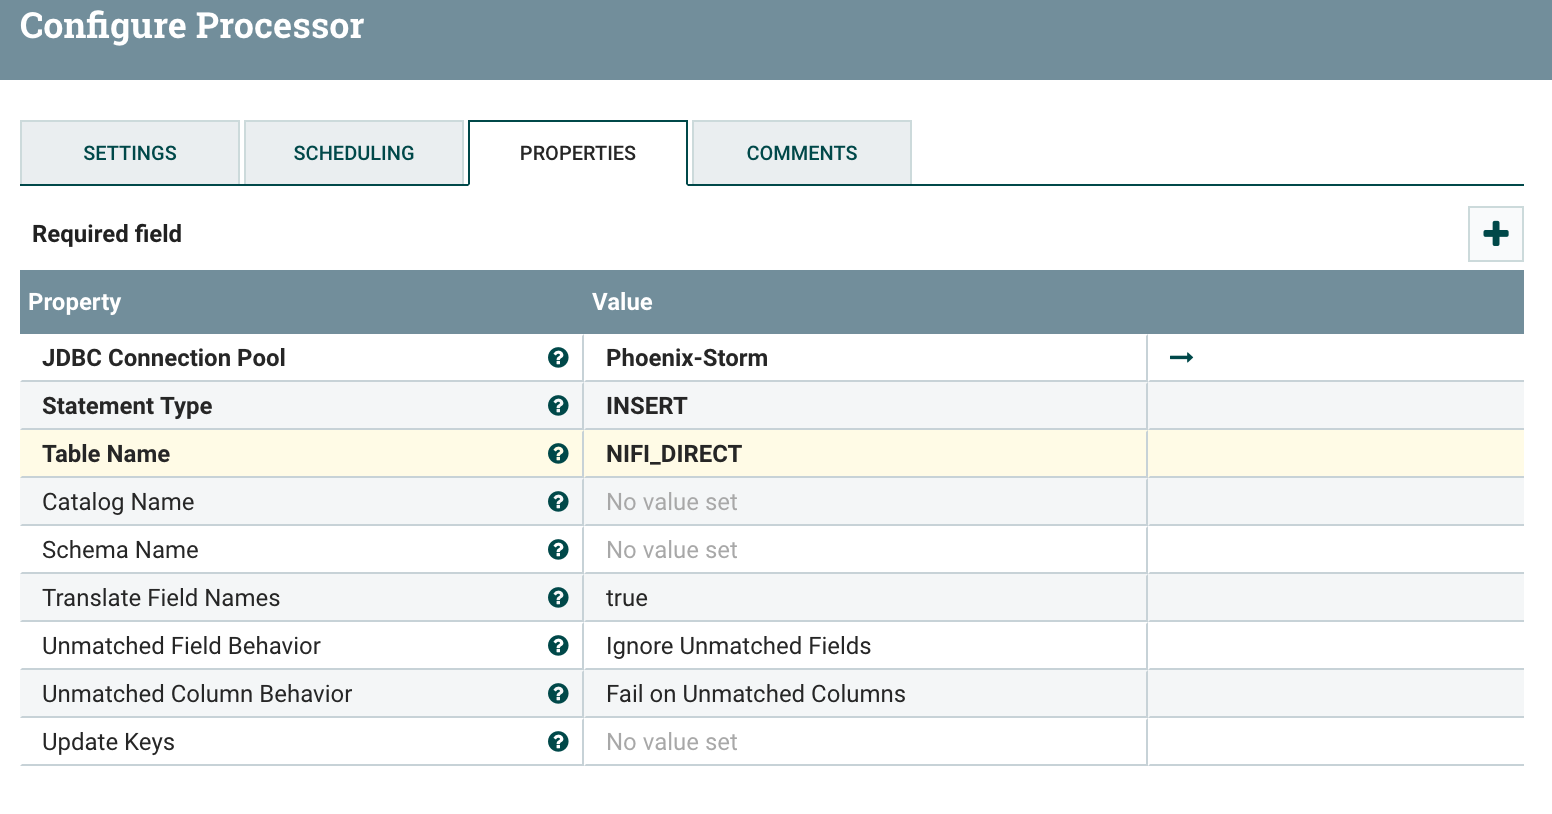 Configure Processor
SETTINGS SCHEDULING PROPERTIES COMMENTS
Required field
Property Value
JDBC Connection Pool Phoenix-Storm
Statement Type INSERT
Table Name NIFI_DIRECT
Catalog Name No value set
Schema Name No value set
Translate Field Names true
Unmatched Field Behavior Ignore Unmatched Fields
Unmatched Column Behavior Fail on Unmatched Columns
Update Keys No value set